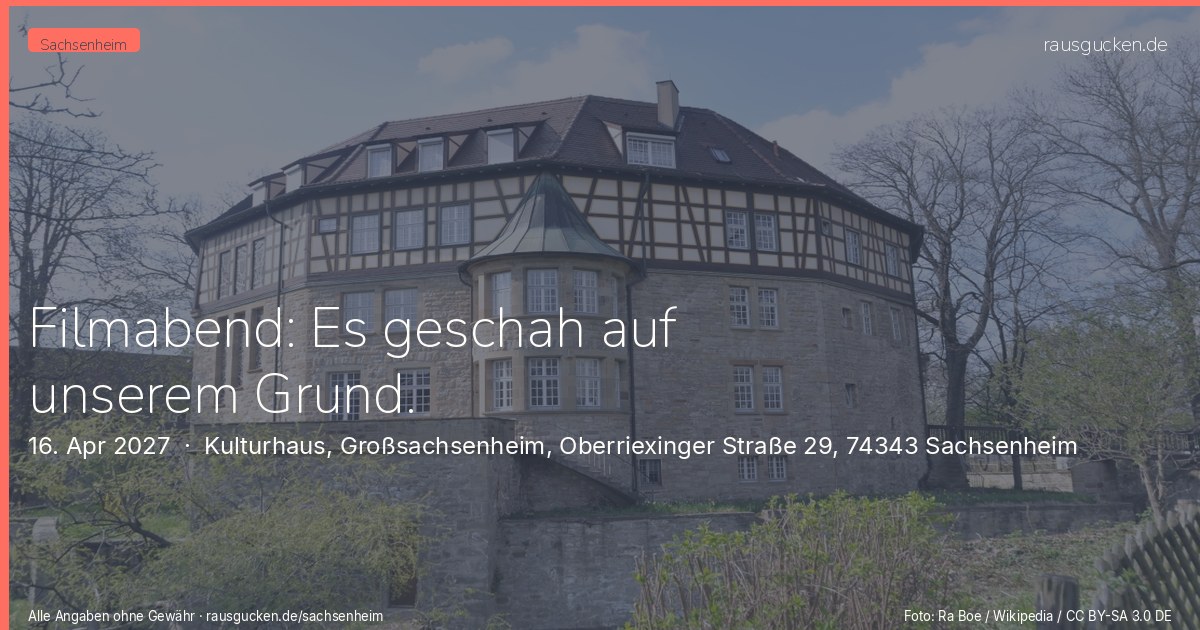 Sachsenheim
rausgucken.de
Filmabend: Es geschah auf
unserem Grund.
16. Apr 2027 · Kulturhaus, Großsachsenheim, Oberriexinger Straße 29, 74343 Sachsenheim
Alle Angaben ohne Gewähr · rausgucken.de/sachsenheim
Foto: Ra Boe / Wikipedia / CC BY-SA 3.0 DE